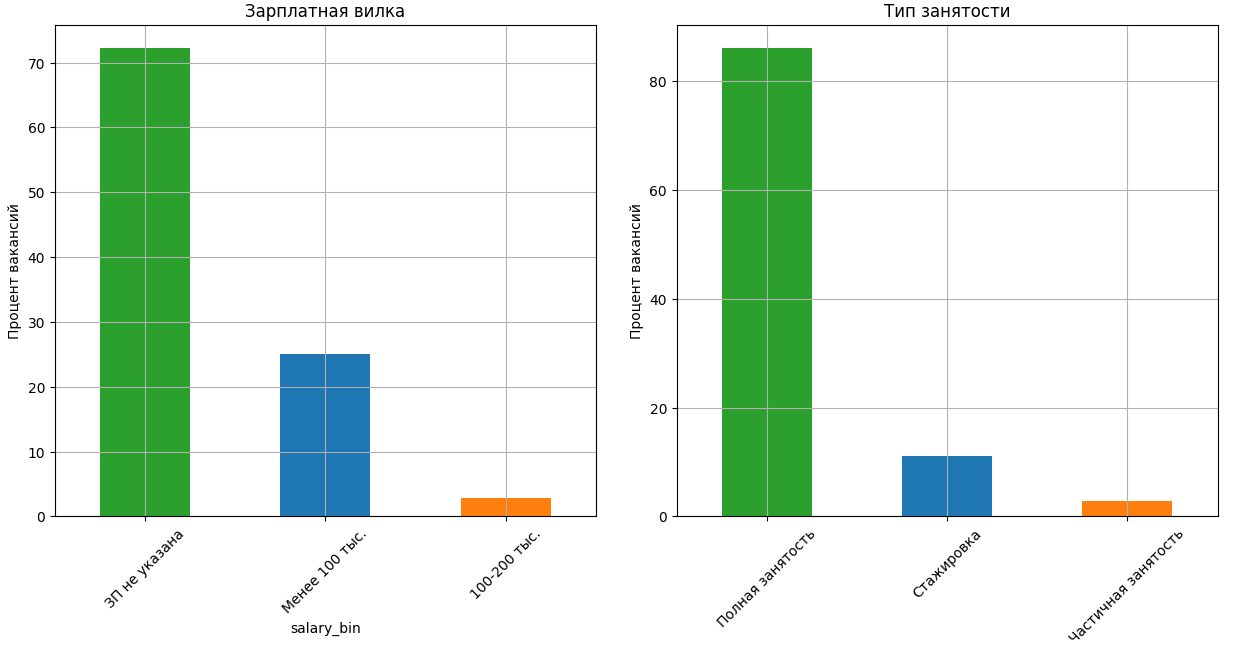 Зарплатная вилка
Процент вакансий
70
60
50
40
30
20
10
0
ЗП не указана
Менее 100 тыс.
100-200 тыс.
salary_bin
Тип занятости
Процент вакансий
80
60
40
20
0
Полная занятость
Стажировка
Частичная занятость